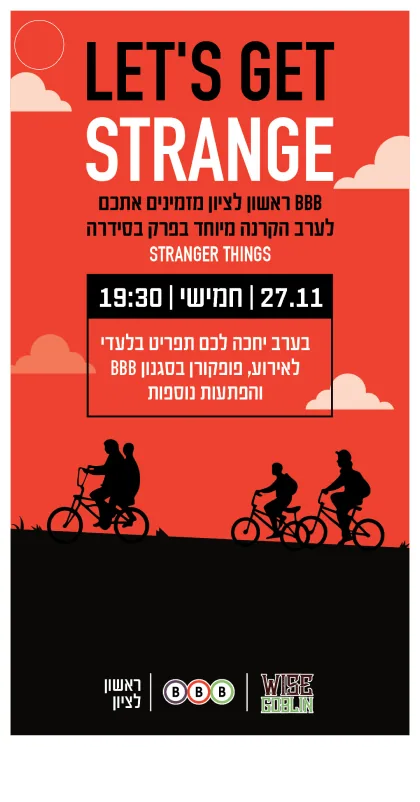 LET'S GET
STRANGE
BBB ראשון לציון מזמינים אתכם
לערב הקרנה מיוחד בפרק בסידרה
STRANGER THINGS
27.11 | חמישי | 19:30
בערב יחכה לכם תפריט בלעדי
לאירוע, פופקורן בסגנון BBB
והפתעות נוספות
ראשון
לציון
B B B
WISE
GOBLIN